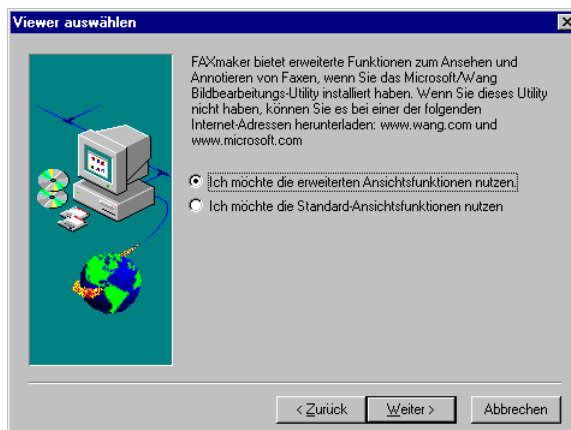 Viewer auswählen
FAXmaker bietet erweiterte Funktionen zum Ansehen und
Annotieren von Faxen, wenn Sie das Microsoft/Wang
Bildbearbeitungs-Utility installiert haben. Wenn Sie dieses Utility
nicht haben, können Sie es bei einer der folgenden
Internet-Adressen herunterladen: www.wang.com und
www.microsoft.com
Ich möchte die erweiterten Ansichtsfunktionen nutzen.
Ich möchte die Standard-Ansichtsfunktionen nutzen
< Zurück Weiter > Abbrechen